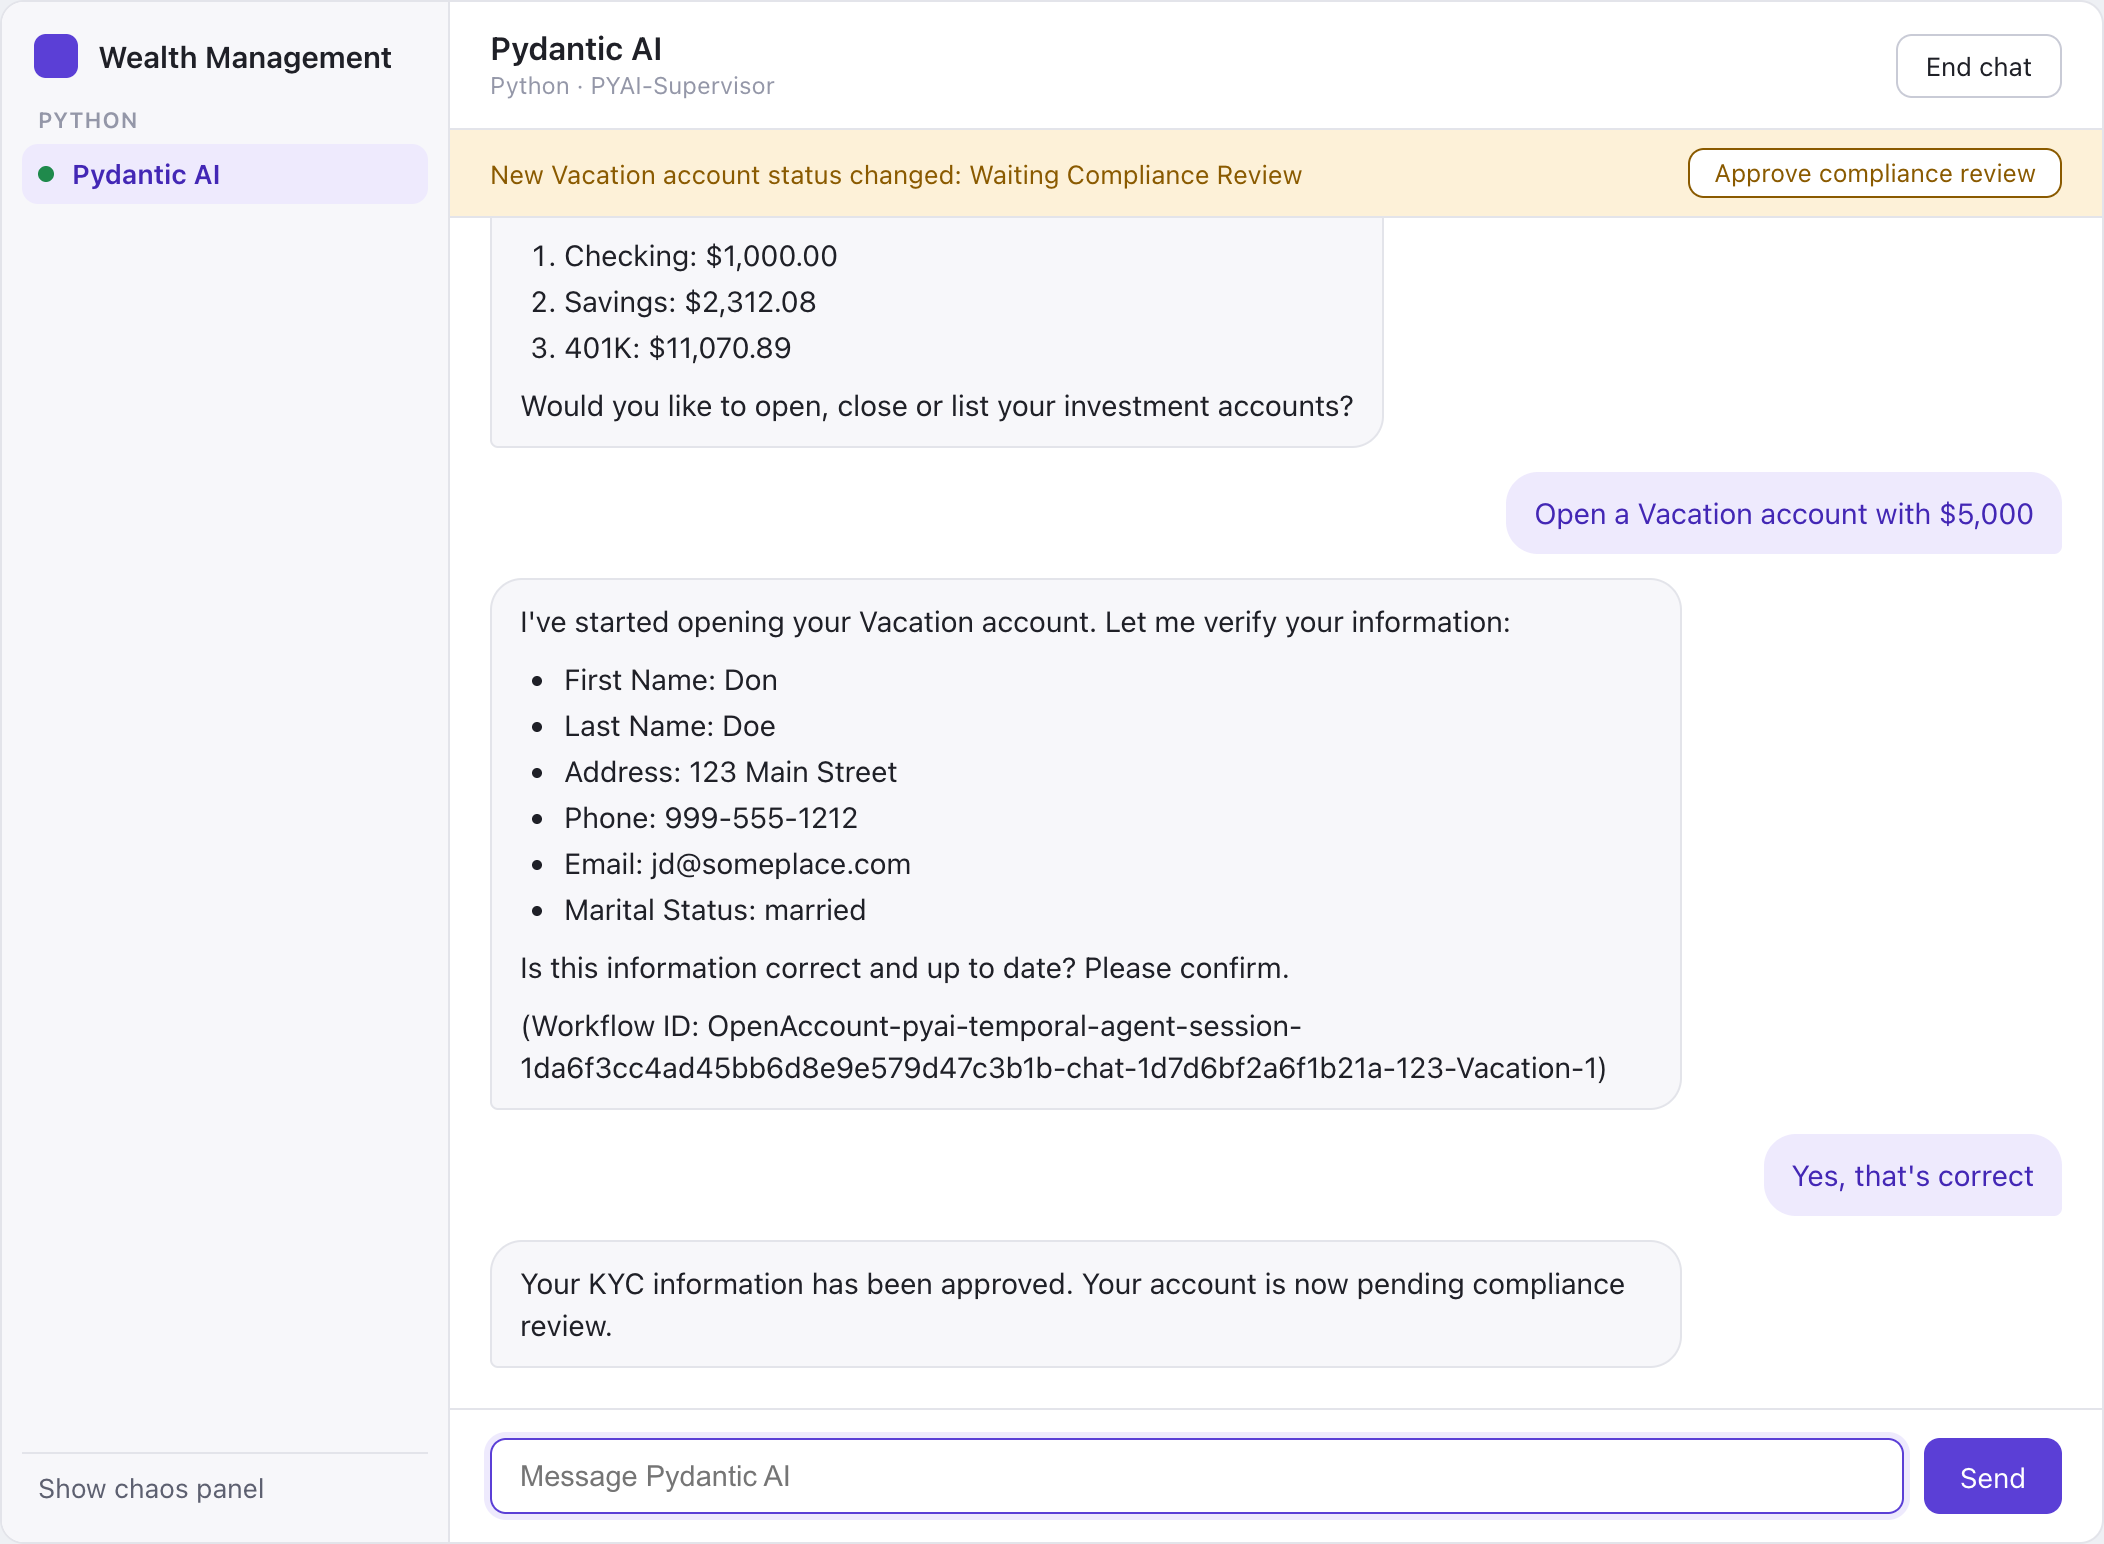 Wealth Management
PYTHON
Pydantic AI
Show chaos panel
Pydantic AI
Python · PYAI-Supervisor
End chat
New Vacation account status changed: Waiting Compliance Review
Approve compliance review
1. Checking: $1,000.00
2. Savings: $2,312.08
3. 401K: $11,070.89
Would you like to open, close or list your investment accounts?
Open a Vacation account with $5,000
I've started opening your Vacation account. Let me verify your information:
• First Name: Don
• Last Name: Doe
• Address: 123 Main Street
• Phone: 999-555-1212
• Email: jd@someplace.com
• Marital Status: married
Is this information correct and up to date? Please confirm.
(Workflow ID: OpenAccount-pyai-temporal-agent-session-
1da6f3cc4ad45bb6d8e9e579d47c3b1b-chat-1d7d6bf2a6f1b21a-123-Vacation-1)
Yes, that's correct
Your KYC information has been approved. Your account is now pending compliance
review.
Message Pydantic AI
Send